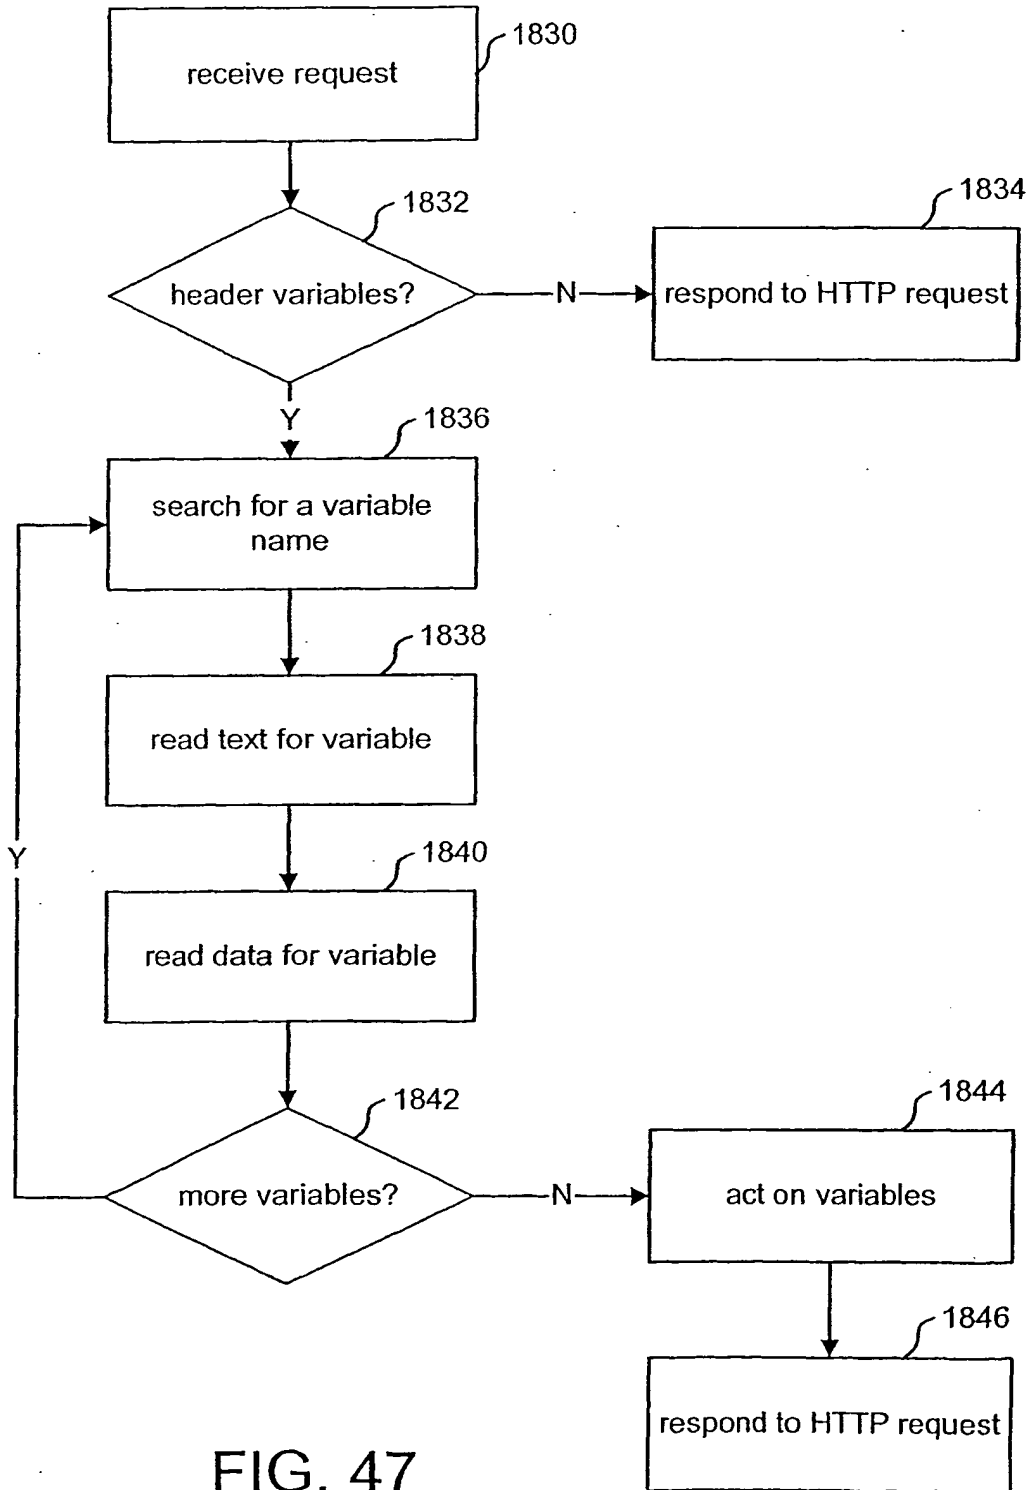 receive request
1830
1832
header variables?
N
1834
respond to HTTP request
Y
1836
search for a variable
name
1838
read text for variable
1840
read data for variable
Y
1842
more variables?
N
1844
act on variables
1846
respond to HTTP request
FIG. 47